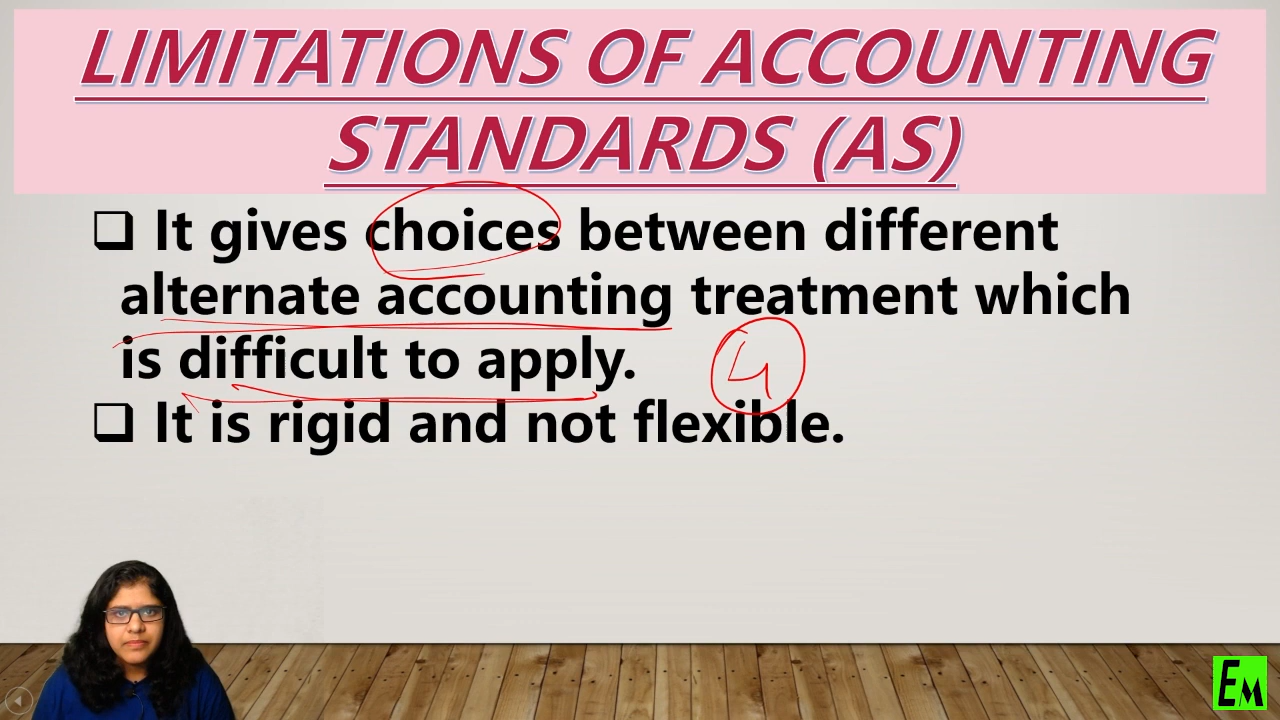 LIMITATIONS OF ACCOUNTING
STANDARDS (AS)
It gives choices between different
alternate accounting treatment which
is difficult to apply.
4
It is rigid and not flexible.
EM